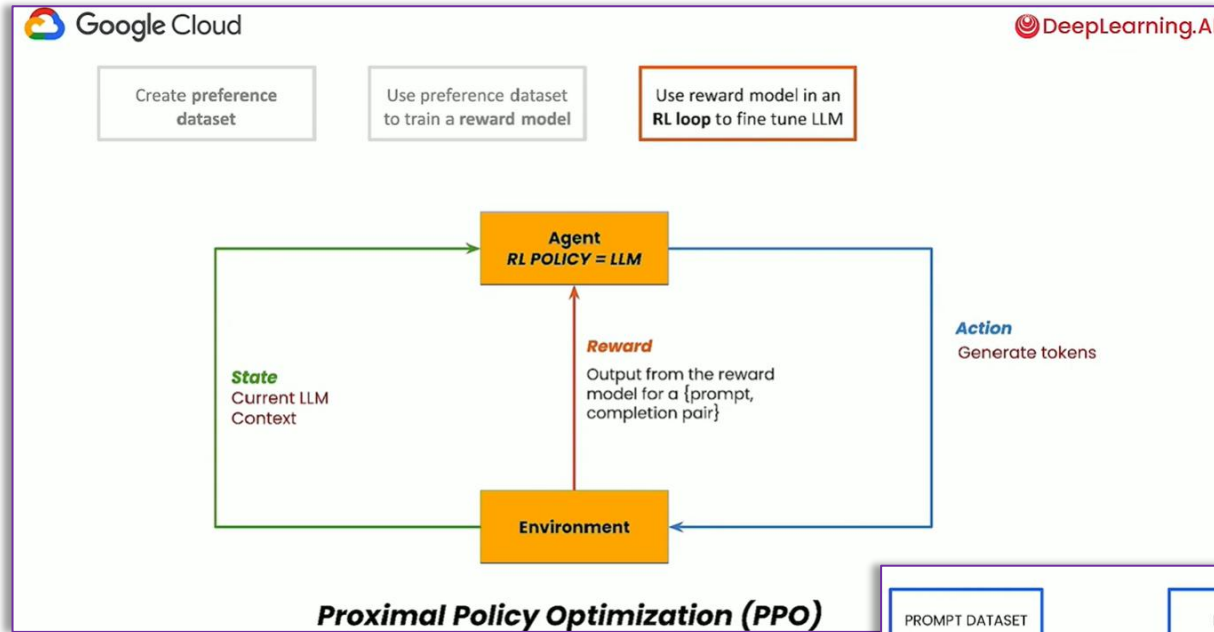 Google Cloud
DeepLearning.AI
Create preference
dataset
Use preference dataset
to train a reward model
Use reward model in an
RL loop to fine tune LLM
Agent
RL POLICY = LLM
Action
Generate tokens
Reward
Output from the reward
model for a {prompt,
completion pair}
State
Current LLM
Context
Environment
Proximal Policy Optimization (PPO)
PROMPT DATASET